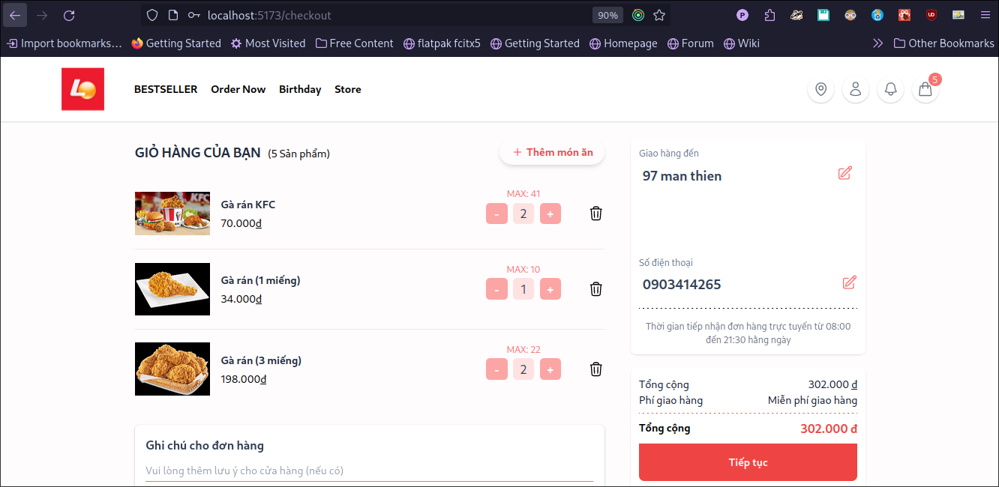 localhost:5173/checkout
90%
Import bookmarks...
Getting Started
Most Visited
Free Content
flatpak fcitx5
Getting Started
Homepage
Forum
Wiki
Other Bookmarks
BESTSELLER
Order Now
Birthday
Store
5
GIỎ HÀNG CỦA BẠN (5 Sản phẩm)
+ Thêm món ăn
Gà rán KFC
70.000₫
MAX: 41
- 2 +
Gà rán (1 miếng)
34.000₫
MAX: 10
- 1 +
Gà rán (3 miếng)
198.000₫
MAX: 22
- 2 +
Ghi chú cho đơn hàng
Vui lòng thêm lưu ý cho cửa hàng (nếu có)
Giao hàng đến
97 man thien
Số điện thoại
0903414265
Thời gian tiếp nhận đơn hàng trực tuyến từ 08:00
đến 21:30 hằng ngày
Tổng cộng 302.000 ₫
Phí giao hàng Miễn phí giao hàng
Tổng cộng 302.000 đ
Tiếp tục